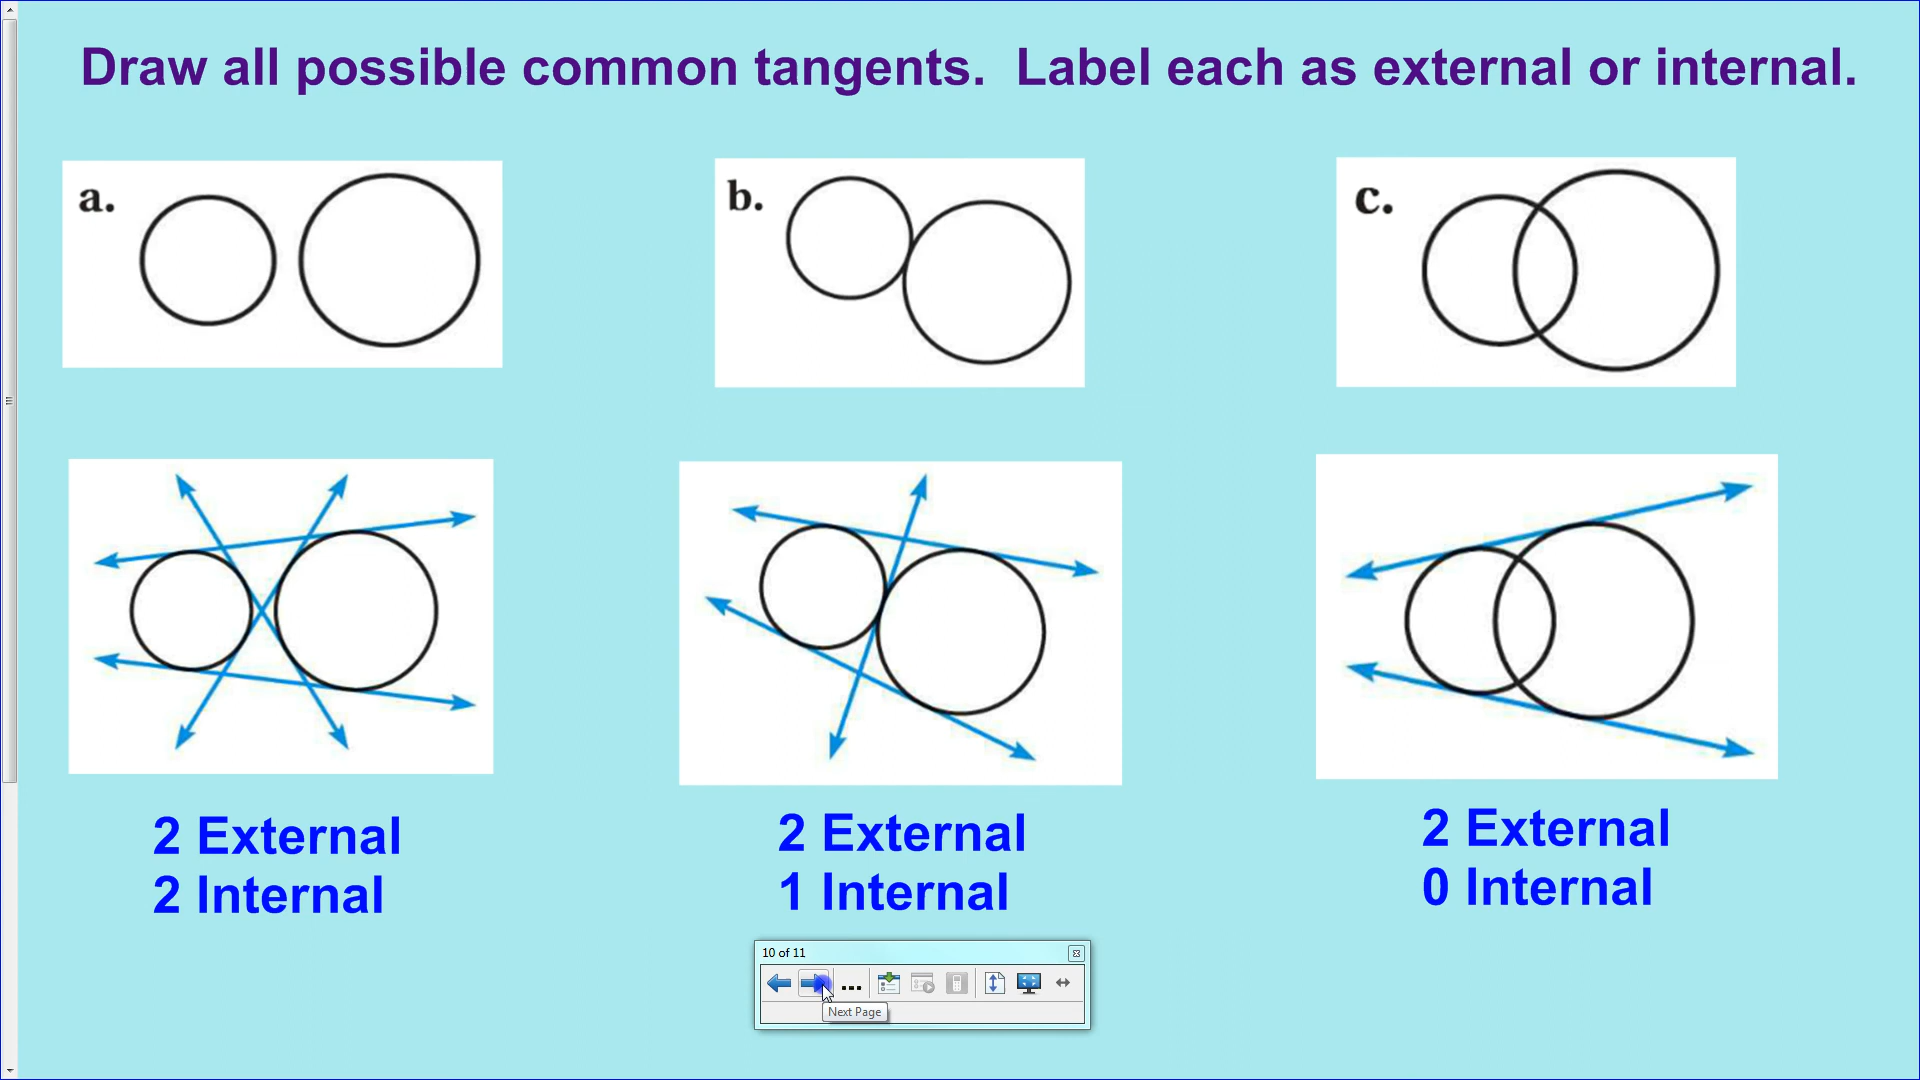 Draw all possible common tangents.  Label each as external or internal.
a.
b.
c.
2 External
2 Internal
2 External
1 Internal
2 External
0 Internal
10 of 11
...
Next Page